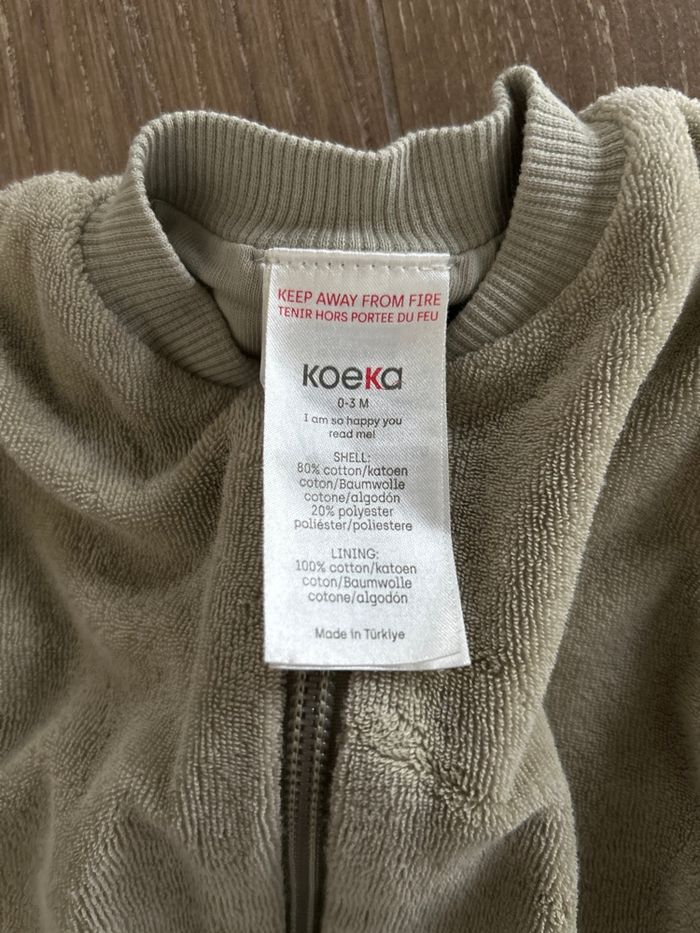 KEEP AWAY FROM FIRE
TENIR HORS PORTEE DU FEU
KOEKA
0-3 M
I am so happy you
read me!
SHELL:
80% cotton/katoen
coton/Baumwolle
cotone/algodón
20% polyester
poliéster/poliestere
LINING:
100% cotton/katoen
coton/Baumwolle
cotone/algodón
Made in Türkiye